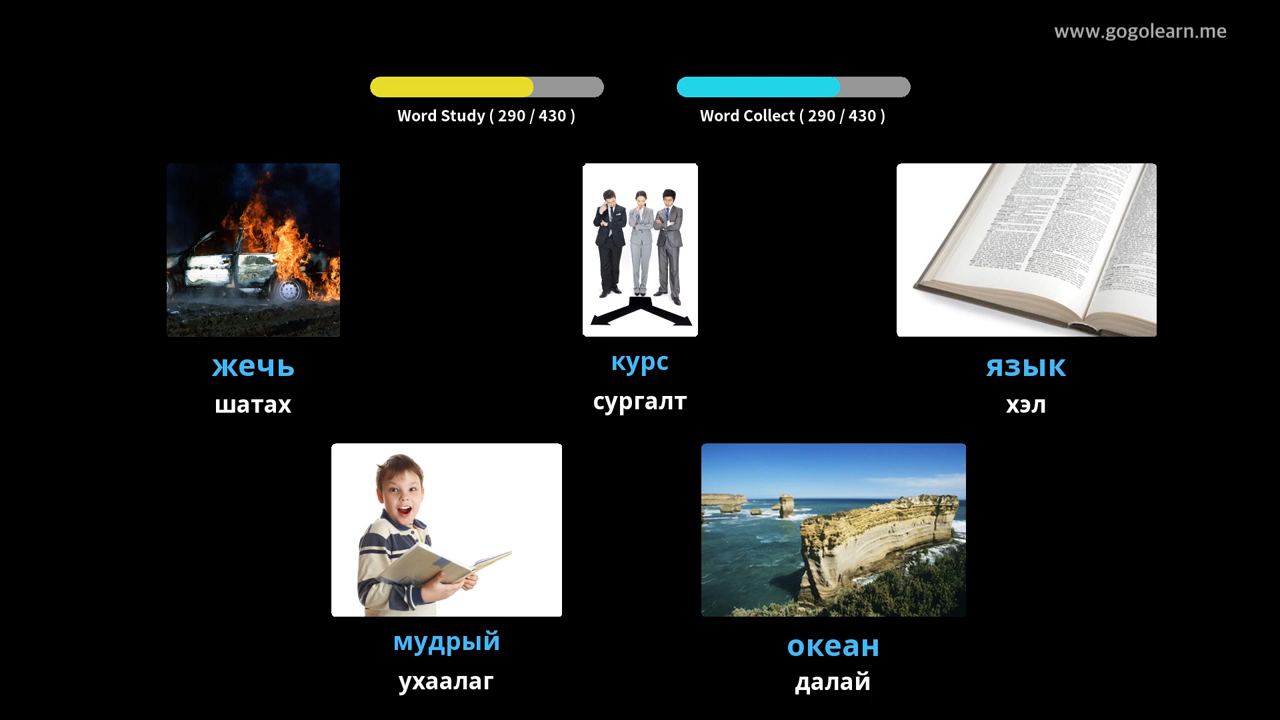 www.gogolearn.me
Word Study ( 290 / 430 )
Word Collect ( 290 / 430 )
жечь
шатах
курс
сургалт
язык
хэл
мудрый
ухаалаг
океан
далай